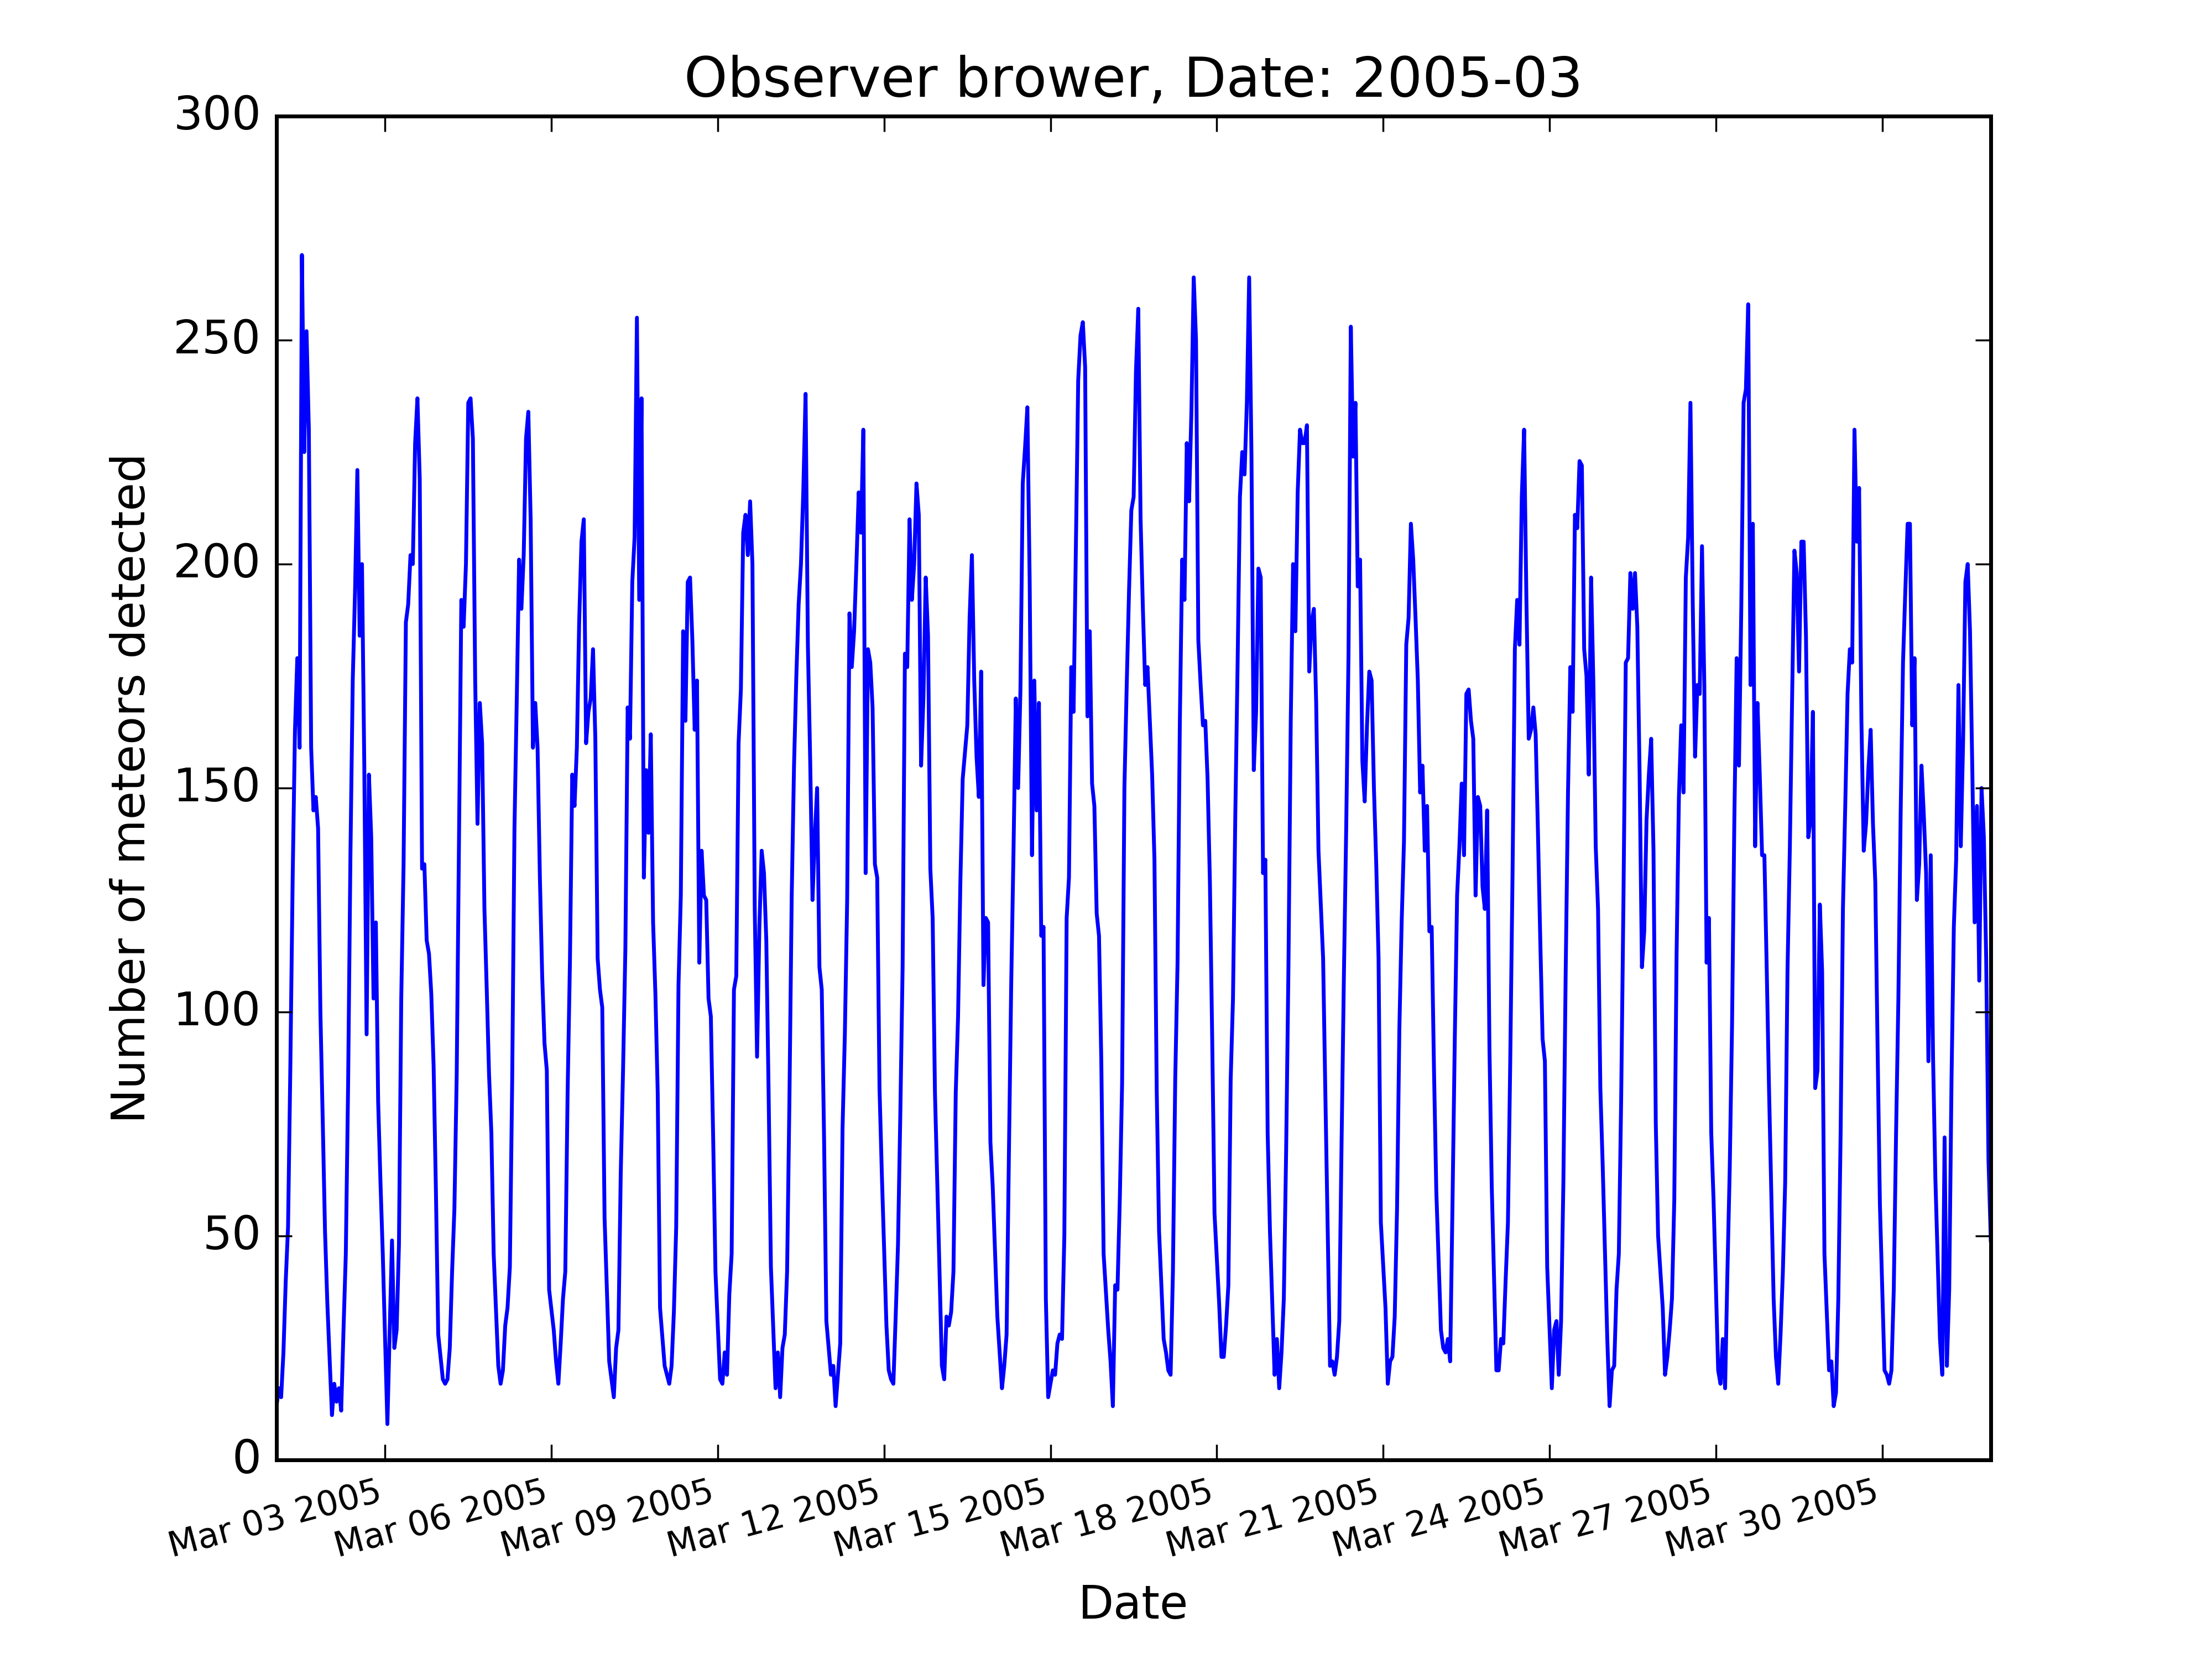 Observer brower, Date: 2005-03
300
250
200
150
100
50
0
Number of meteors detected
Mar 03 2005
Mar 06 2005
Mar 09 2005
Mar 12 2005
Mar 15 2005
Mar 18 2005
Mar 21 2005
Mar 24 2005
Mar 27 2005
Mar 30 2005
Date